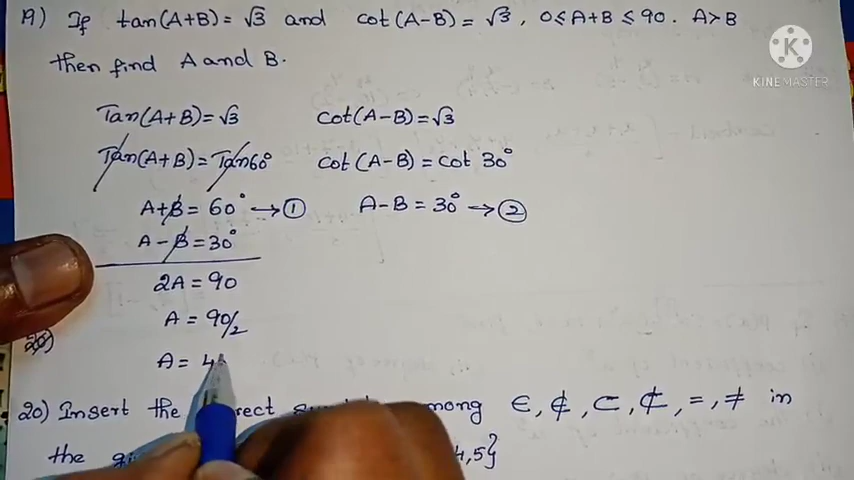 19) If tan(A+B) = √3 and cot(A-B) = √3, 0 ≤ A+B ≤ 90. A>B
then find A and B.
KINEMASTER
Tan(A+B) = √3 cot(A-B) = √3
Tan(A+B) = Tan60° cot(A-B) = cot 30°
A+B = 60° → ① A-B = 30° → ②
A-B = 30°
2A = 90
A = 90/2
A = 4
20) Insert the among ∈, ∉, ⊂, ⊄, =, ≠ in
the 4,5}